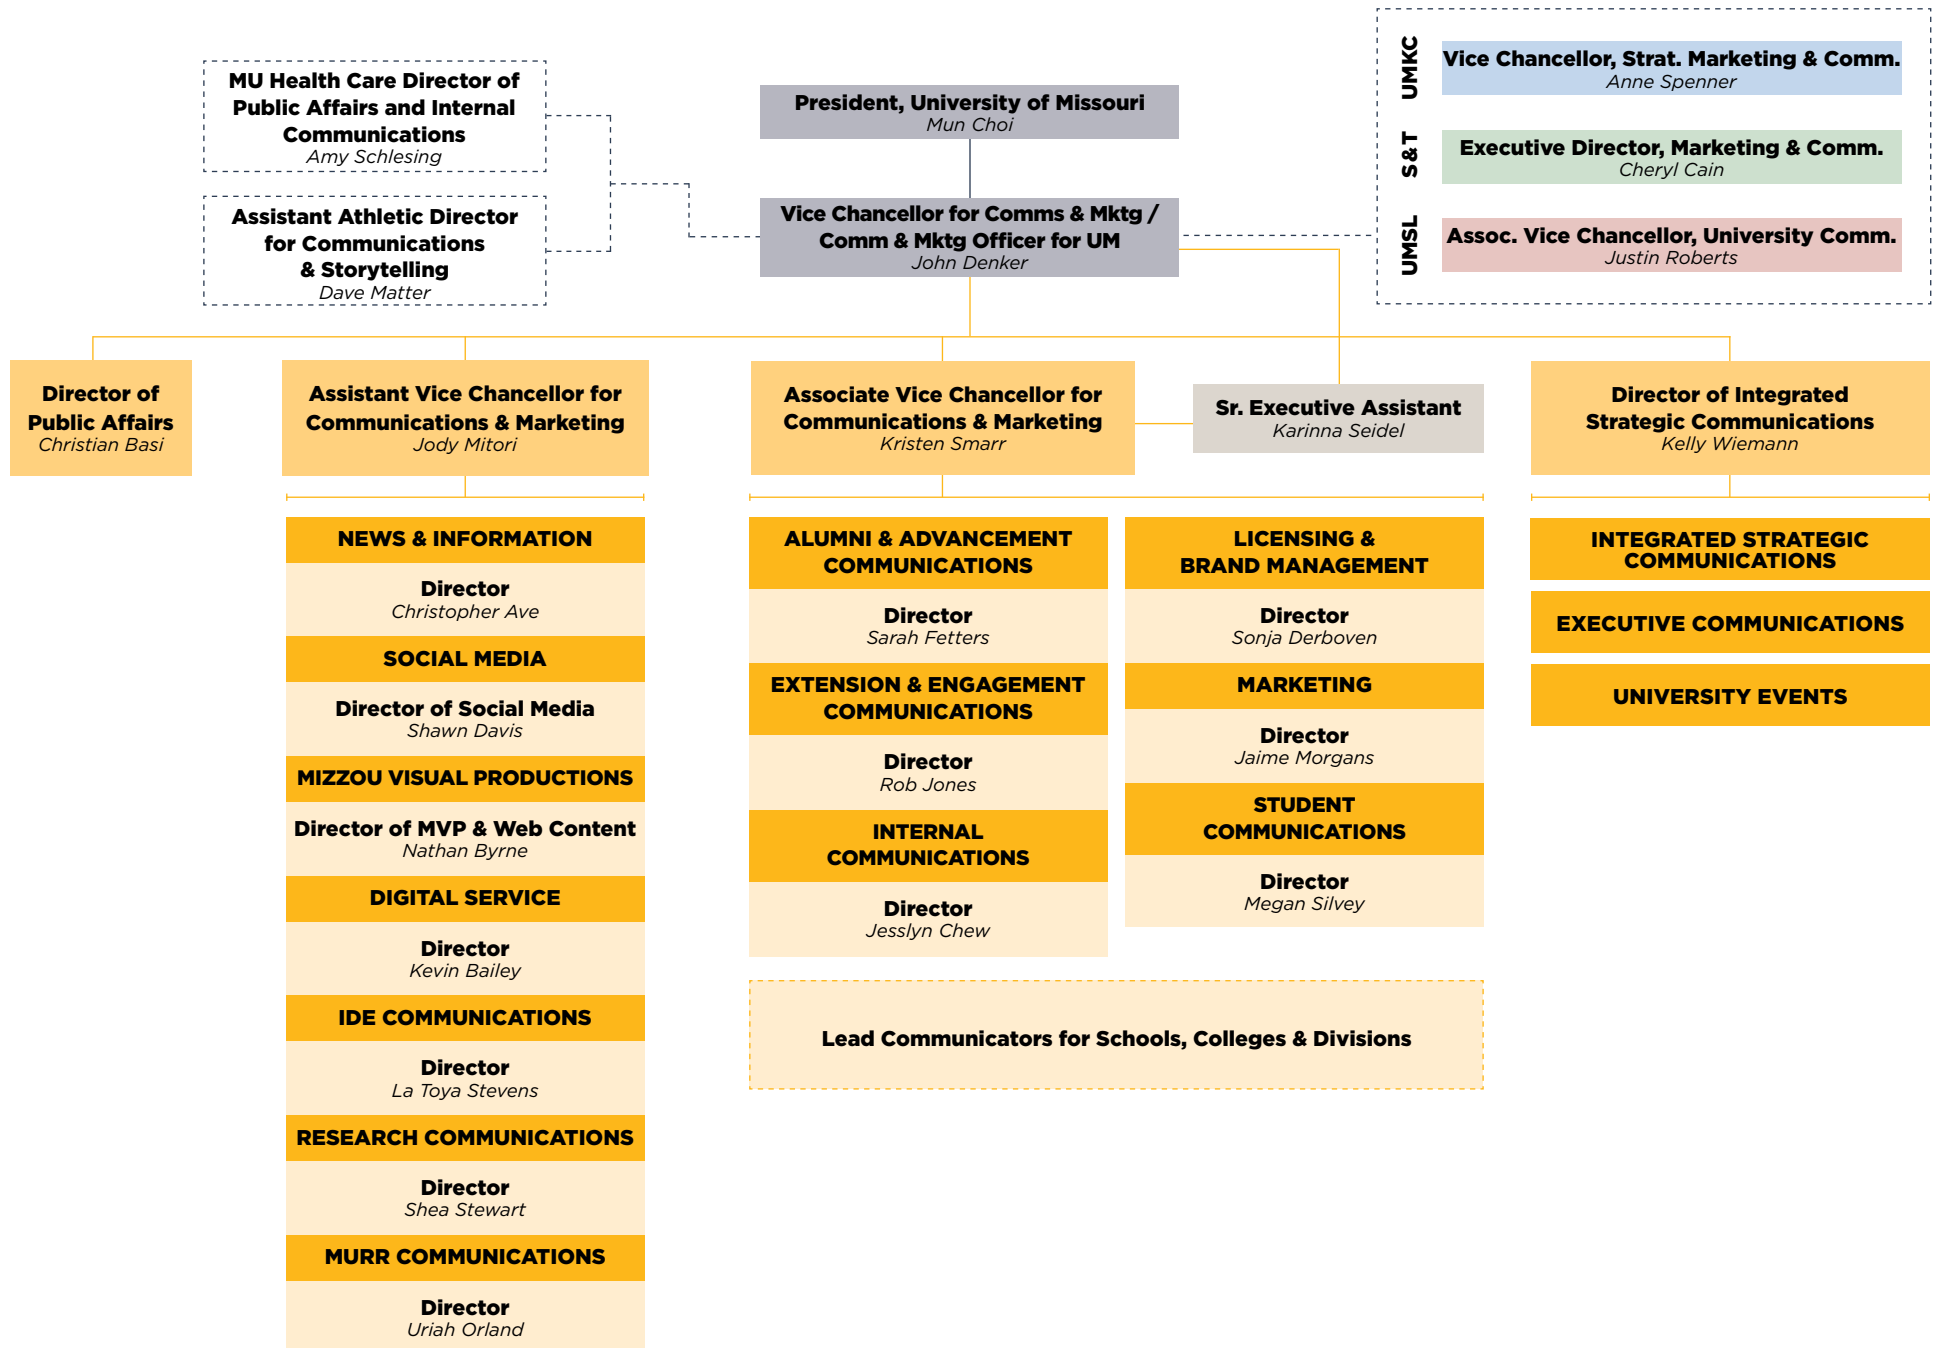 MU Health Care Director of
Public Affairs and Internal
Communications
Amy Schlesing
Assistant Athletic Director
for Communications
& Storytelling
Dave Matter
President, University of Missouri
Mun Choi
Vice Chancellor for Comms & Mktg /
Comm & Mktg Officer for UM
John Denker
UMKC
Vice Chancellor, Strat. Marketing & Comm.
Anne Spenner
S&T
Executive Director, Marketing & Comm.
Cheryl Cain
UMSL
Assoc. Vice Chancellor, University Comm.
Justin Roberts
Director of
Public Affairs
Christian Basi
Assistant Vice Chancellor for
Communications & Marketing
Jody Mitori
Associate Vice Chancellor for
Communications & Marketing
Kristen Smarr
Sr. Executive Assistant
Karinna Seidel
Director of Integrated
Strategic Communications
Kelly Wiemann
NEWS & INFORMATION
Director
Christopher Ave
SOCIAL MEDIA
Director of Social Media
Shawn Davis
MIZZOU VISUAL PRODUCTIONS
Director of MVP & Web Content
Nathan Byrne
DIGITAL SERVICE
Director
Kevin Bailey
IDE COMMUNICATIONS
Director
La Toya Stevens
RESEARCH COMMUNICATIONS
Director
Shea Stewart
MURR COMMUNICATIONS
Director
Uriah Orland
ALUMNI & ADVANCEMENT
COMMUNICATIONS
Director
Sarah Fetters
EXTENSION & ENGAGEMENT
COMMUNICATIONS
Director
Rob Jones
INTERNAL
COMMUNICATIONS
Director
Jesslyn Chew
LICENSING &
BRAND MANAGEMENT
Director
Sonja Derboven
MARKETING
Director
Jaime Morgans
STUDENT
COMMUNICATIONS
Director
Megan Silvey
Lead Communicators for Schools, Colleges & Divisions
INTEGRATED STRATEGIC
COMMUNICATIONS
EXECUTIVE COMMUNICATIONS
UNIVERSITY EVENTS